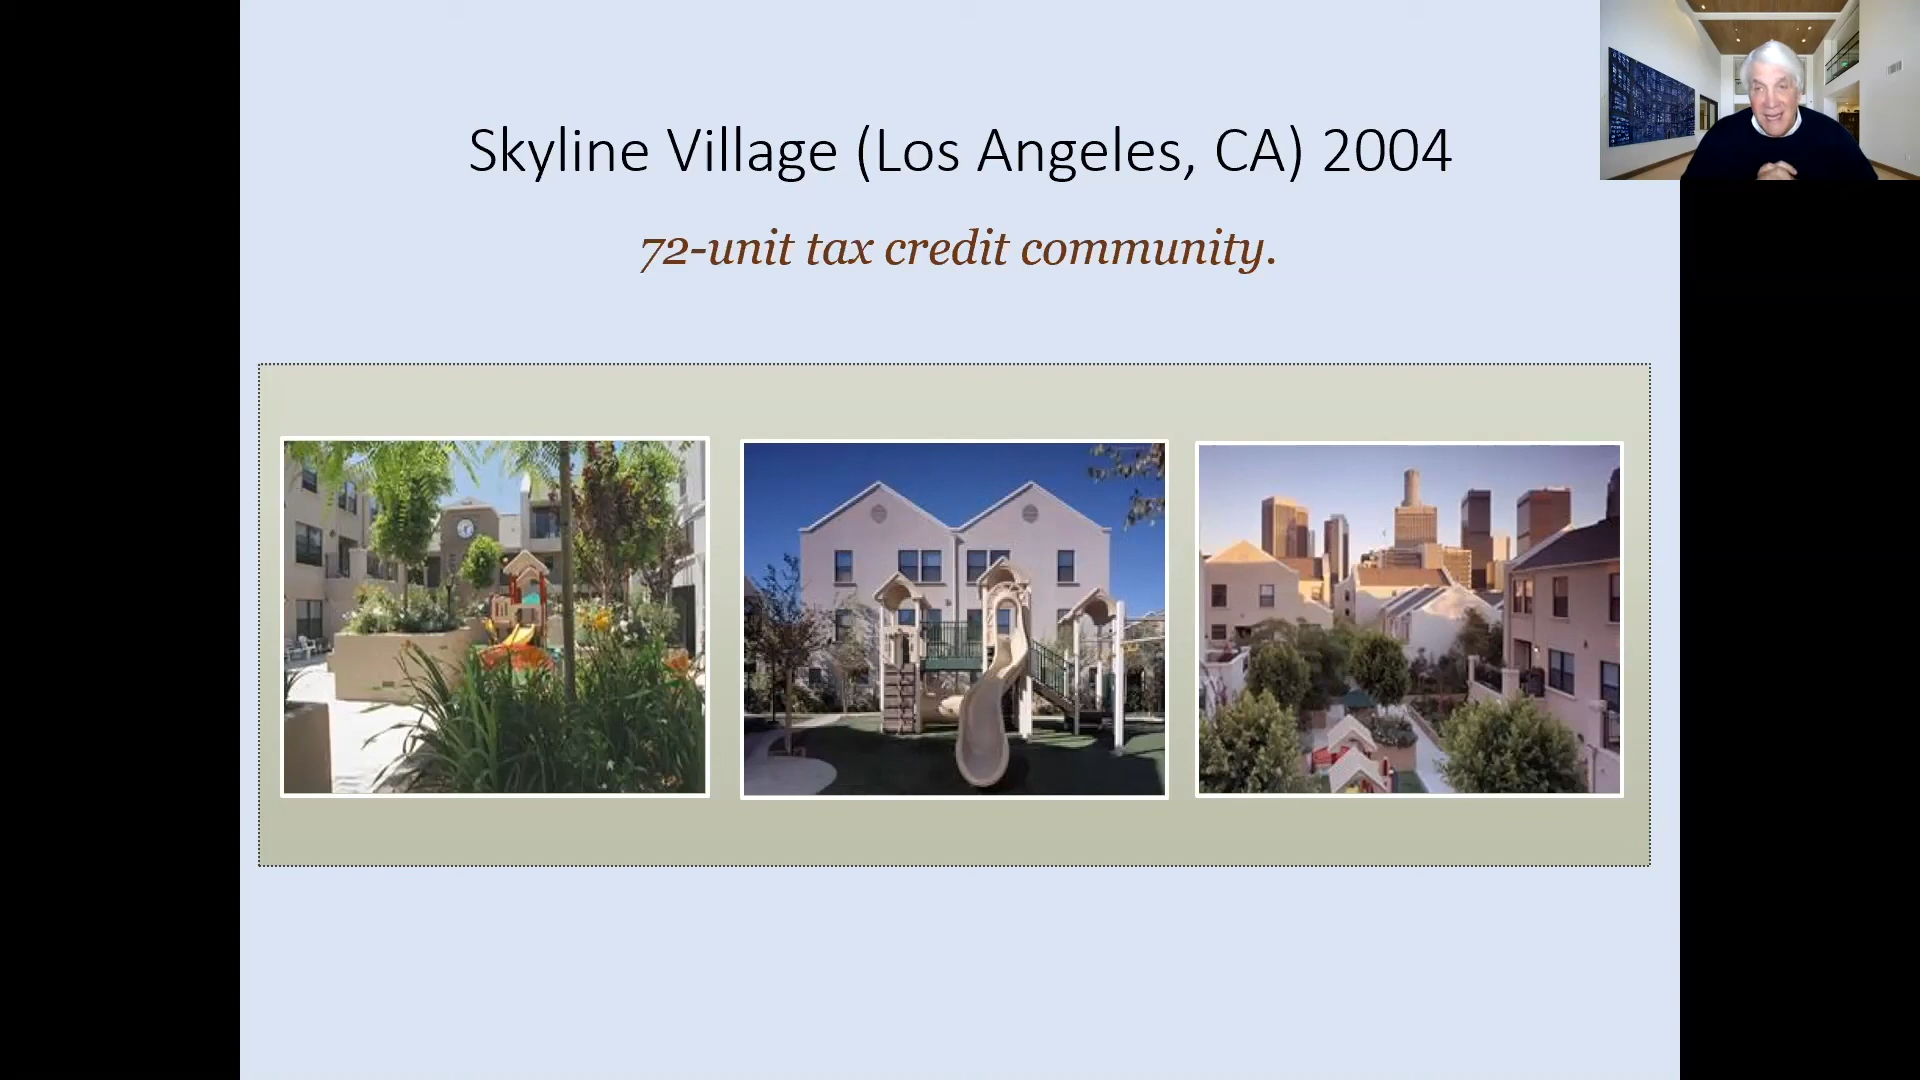 Skyline Village (Los Angeles, CA) 2004
72-unit tax credit community.